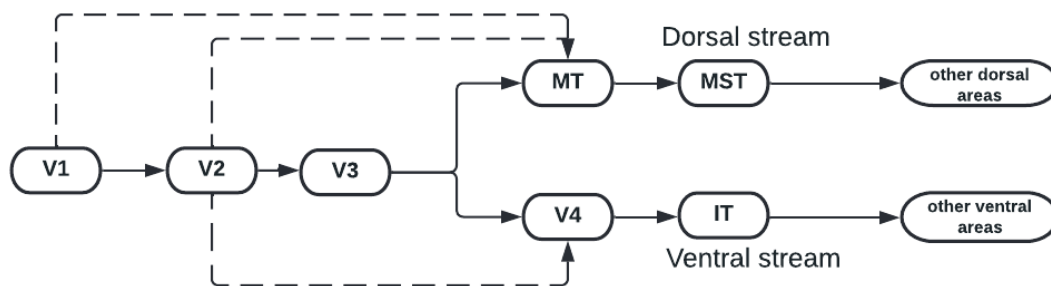 Dorsal stream
MT
MST
other dorsal
areas
V1
V2
V3
V4
IT
other ventral
areas
Ventral stream